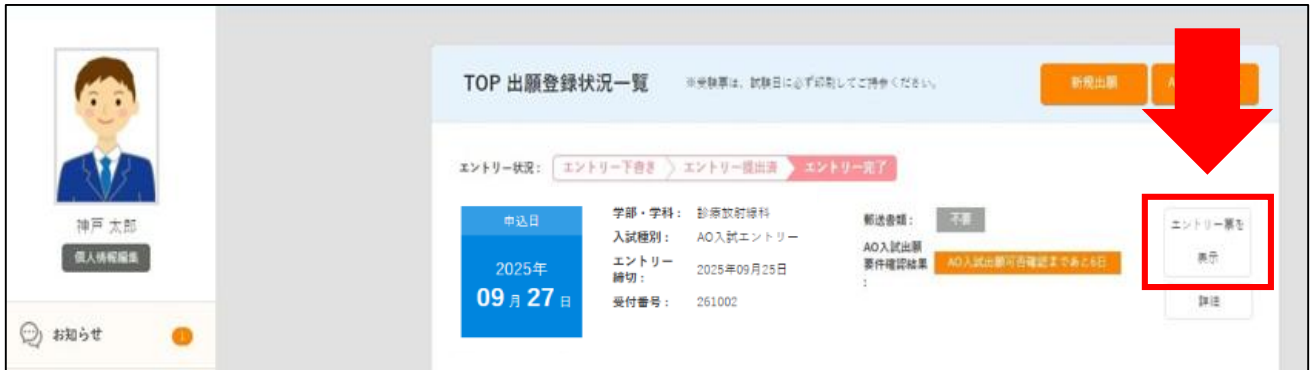 神戸 太郎
個人情報編集
お知らせ
1
TOP 出願登録状況一覧
※受験票は、試験日に必ず印刷してご持参ください。
新規出願
A
エントリー状況：
エントリー下書き
エントリー提出済
エントリー完了
申込日
2025年
09月27日
学部・学科： 診療放射線科
入試種別： AO入試エントリー
エントリー
締切： 2025年09月25日
受付番号： 261002
郵送書類： 不要
AO入試出願
要件確認結果
：
AO入試出願可否確認まであと6日
エントリー票を
表示
詳細